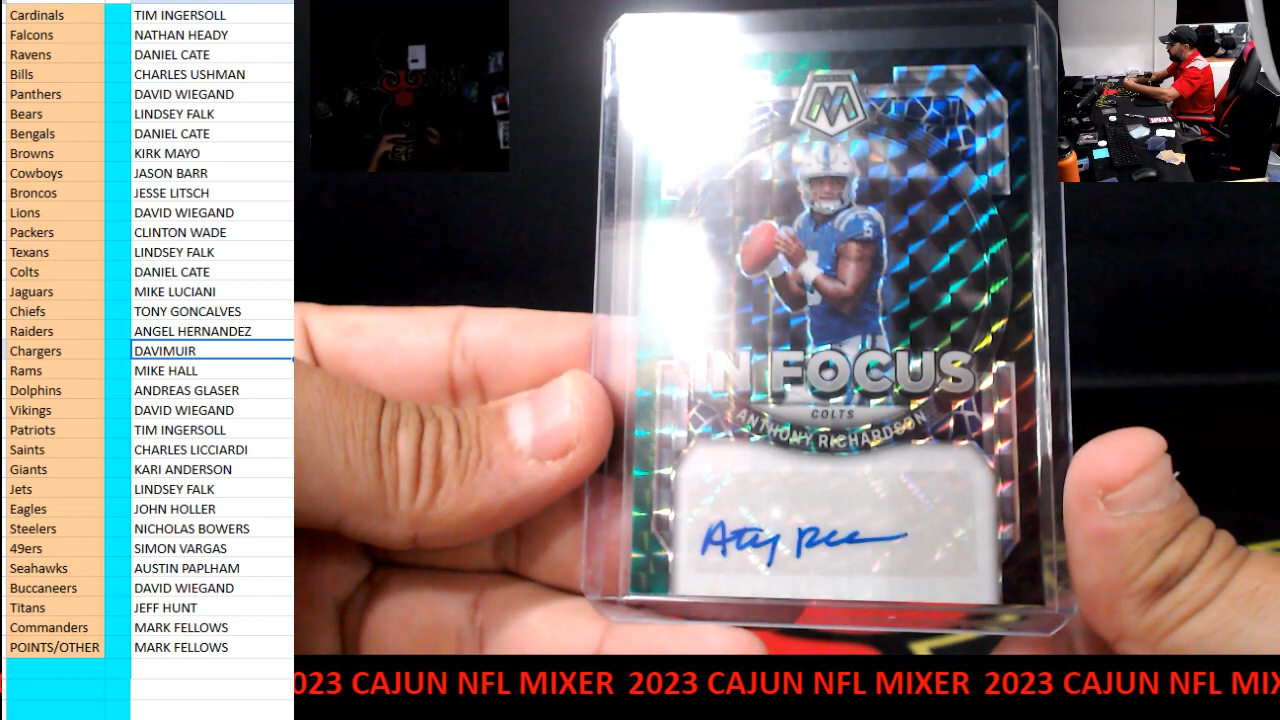 Cardinals TIM INGERSOLL
Falcons NATHAN HEADY
Ravens DANIEL CATE
Bills CHARLES USHMAN
Panthers DAVID WIEGAND
Bears LINDSEY FALK
Bengals DANIEL CATE
Browns KIRK MAYO
Cowboys JASON BARR
Broncos JESSE LITSCH
Lions DAVID WIEGAND
Packers CLINTON WADE
Texans LINDSEY FALK
Colts DANIEL CATE
Jaguars MIKE LUCIANI
Chiefs TONY GONCALVES
Raiders ANGEL HERNANDEZ
Chargers DAVIMUIR
Rams MIKE HALL
Dolphins ANDREAS GLASER
Vikings DAVID WIEGAND
Patriots TIM INGERSOLL
Saints CHARLES LICCIARDI
Giants KARI ANDERSON
Jets LINDSEY FALK
Eagles JOHN HOLLER
Steelers NICHOLAS BOWERS
49ers SIMON VARGAS
Seahawks AUSTIN PAPLHAM
Buccaneers DAVID WIEGAND
Titans JEFF HUNT
Commanders MARK FELLOWS
POINTS/OTHER MARK FELLOWS
M
5
IN FOCUS
COLTS
ANTHONY RICHARDSON
023 CAJUN NFL MIXER 2023 CAJUN NFL MIXER 2023 CAJUN NFL MIX